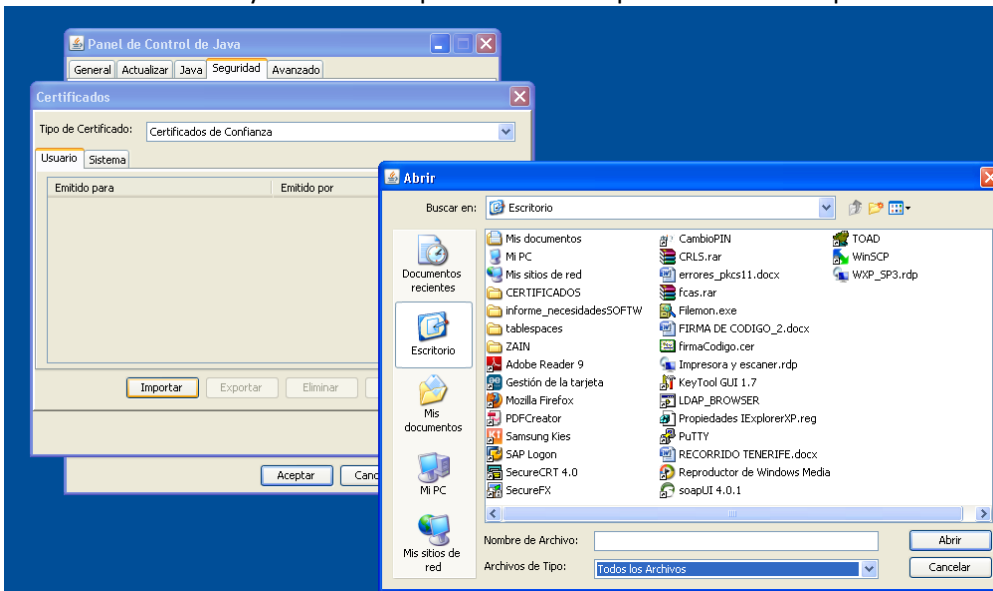 Panel de Control de Java
General Actualizar Java Seguridad Avanzado
Certificados
Tipo de Certificado: Certificados de Confianza
Usuario Sistema
Emitido para Emitido por
Importar Exportar Eliminar
Aceptar Canc
Abrir
Buscar en: Escritorio
Documentos recientes
Escritorio
Mis documentos
Mi PC
Mis sitios de red
Mis documentos
Mi PC
Mis sitios de red
CERTIFICADOS
informe_necesidadesSOFTW
tablespaces
ZAIN
Adobe Reader 9
Gestión de la tarjeta
Mozilla Firefox
PDFCreator
Samsung Kies
SAP Logon
SecureCRT 4.0
SecureFX
CambioPIN
CRLS.rar
errores_pkcs11.docx
fcas.rar
Filemon.exe
FIRMA DE CODIGO_2.docx
firmaCodigo.cer
Impresora y escaner.rdp
KeyTool GUI 1.7
LDAP_BROWSER
Propiedades IExplorerXP.reg
PuTTY
RECORRIDO TENERIFE.docx
Reproductor de Windows Media
soapUI 4.0.1
TOAD
WinSCP
WXP_SP3.rdp
Nombre de Archivo: Abrir
Archivos de Tipo: Todos los Archivos Cancelar